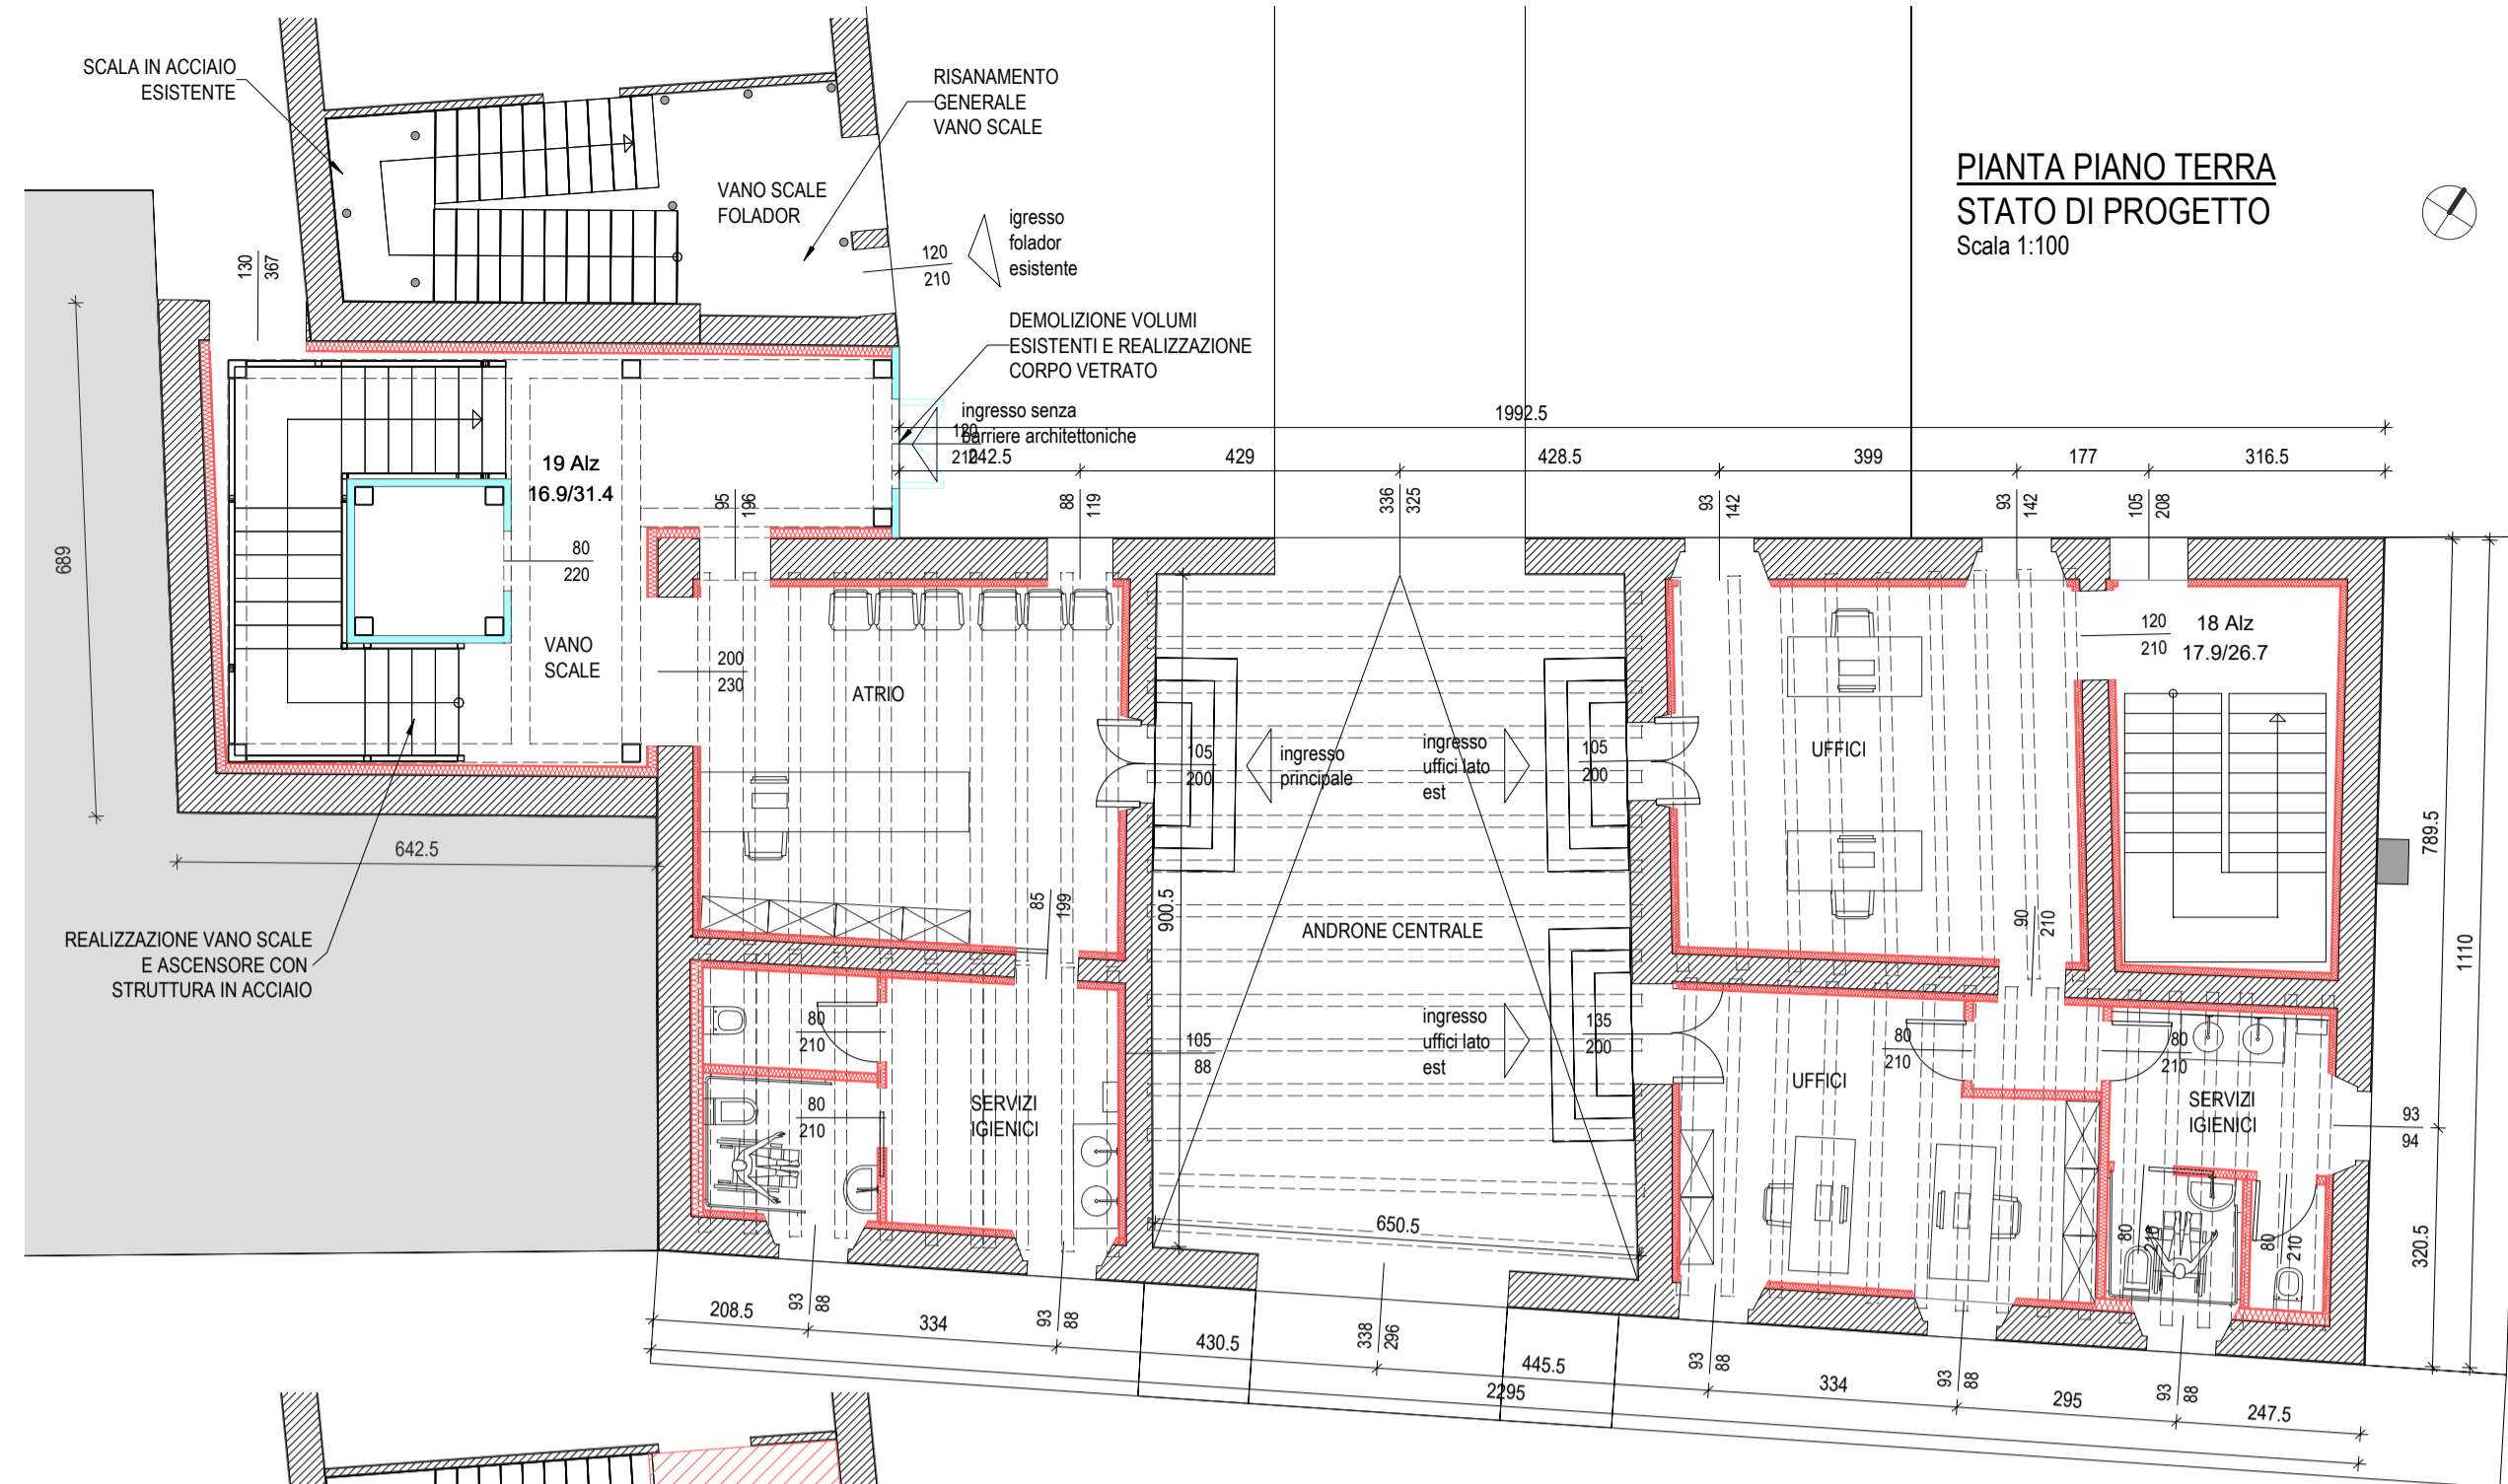 SCALA IN ACCIAIO
ESISTENTE
RISANAMENTO
GENERALE
VANO SCALE
VANO SCALE
FOLADOR
igresso
folador
esistente
120
210
130
367
PIANTA PIANO TERRA
STATO DI PROGETTO
Scala 1:100
DEMOLIZIONE VOLUMI
ESISTENTI E REALIZZAZIONE
CORPO VETRATO
ingresso senza
barriere architettoniche
120
210
1992.5
242.5
429
428.5
399
177
316.5
95
196
88
119
336
325
93
142
93
142
105
208
689
19 Alz
16.9/31.4
80
220
VANO
SCALE
200
230
ATRIO
120
210
18 Alz
17.9/26.7
UFFICI
105
200
ingresso
principale
ingresso
uffici lato
est
105
200
642.5
789.5
1110
900.5
85
199
90
210
ANDRONE CENTRALE
REALIZZAZIONE VANO SCALE
E ASCENSORE CON
STRUTTURA IN ACCIAIO
80
210
105
88
ingresso
uffici lato
est
135
200
80
210
80
210
UFFICI
80
210
SERVIZI
IGIENICI
SERVIZI
IGIENICI
93
94
80
210
80
210
320.5
650.5
208.5
93
88
334
93
88
430.5
338
296
445.5
93
88
334
93
88
295
93
88
247.5
2295